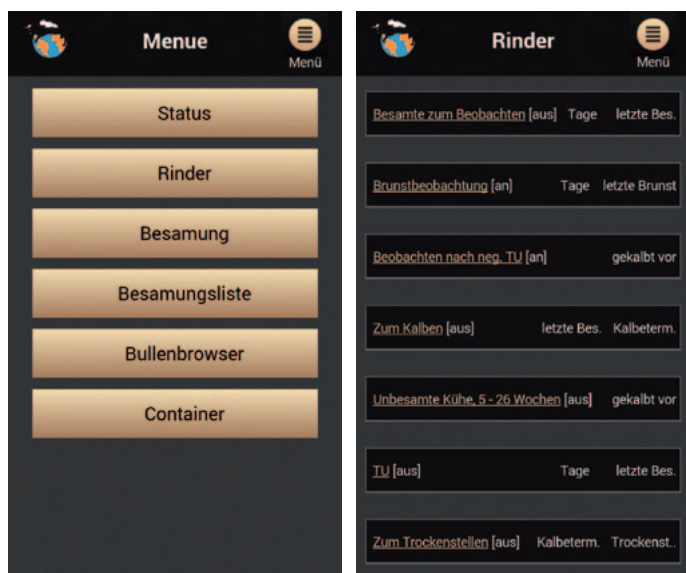 Menue
Menü
Status
Rinder
Besamung
Besamungsliste
Bullenbrowser
Container
Rinder
Menü
Besamte zum Beobachten [aus] Tage letzte Bes.
Brunstbeobachtung [an] Tage letzte Brunst
Beobachten nach neg. TU [an] gekalbt vor
Zum Kalben [aus] letzte Bes. Kalbeterm.
Unbesamte Kühe, 5 - 26 Wochen [aus] gekalbt vor
TU [aus] Tage letzte Bes.
Zum Trockenstellen [aus] Kalbeterm. Trockenst..